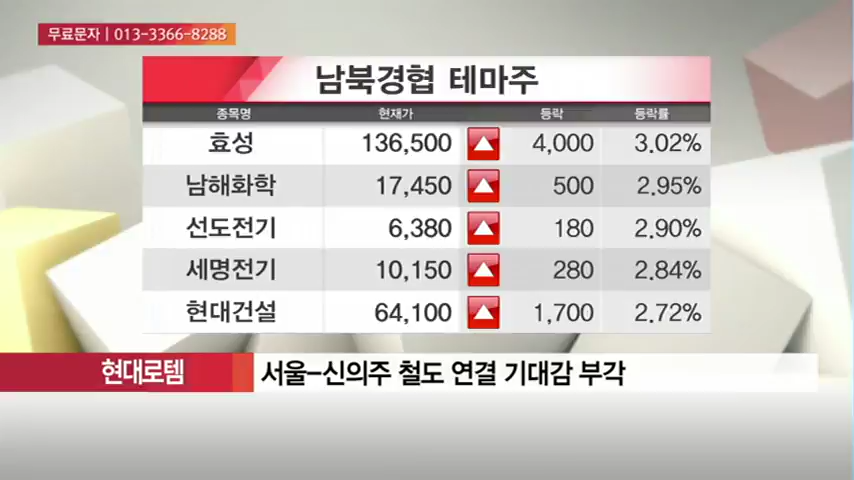 무료문자 | 013-3366-8288
남북경협 테마주
종목명 현재가 등락 등락률
효성 136,500 ▲ 4,000 3.02%
남해화학 17,450 ▲ 500 2.95%
선도전기 6,380 ▲ 180 2.90%
세명전기 10,150 ▲ 280 2.84%
현대건설 64,100 ▲ 1,700 2.72%
현대로템 서울-신의주 철도 연결 기대감 부각